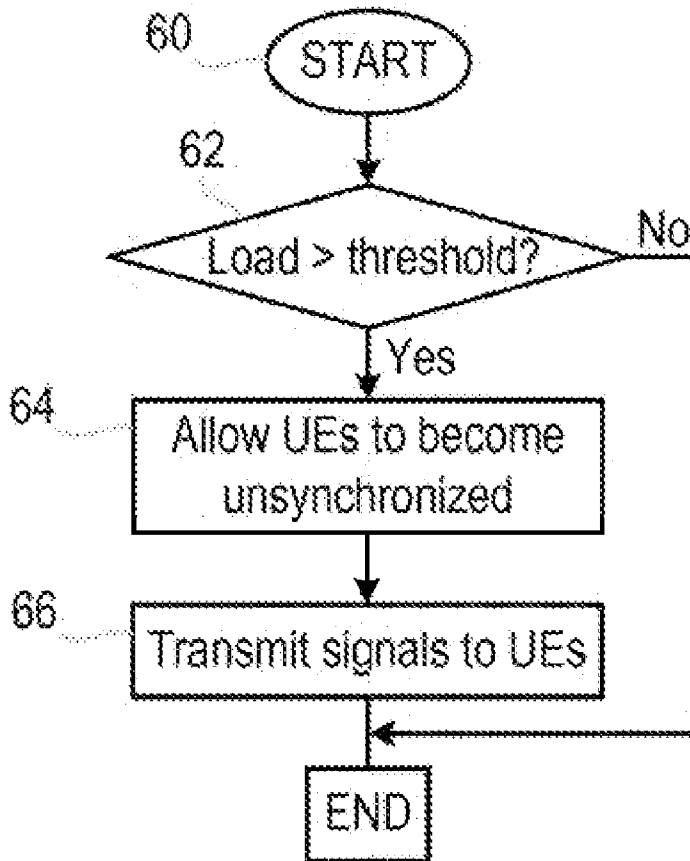 60
START
62
Load > threshold?
No
Yes
64
Allow UEs to become
unsynchronized
66
Transmit signals to UEs
END